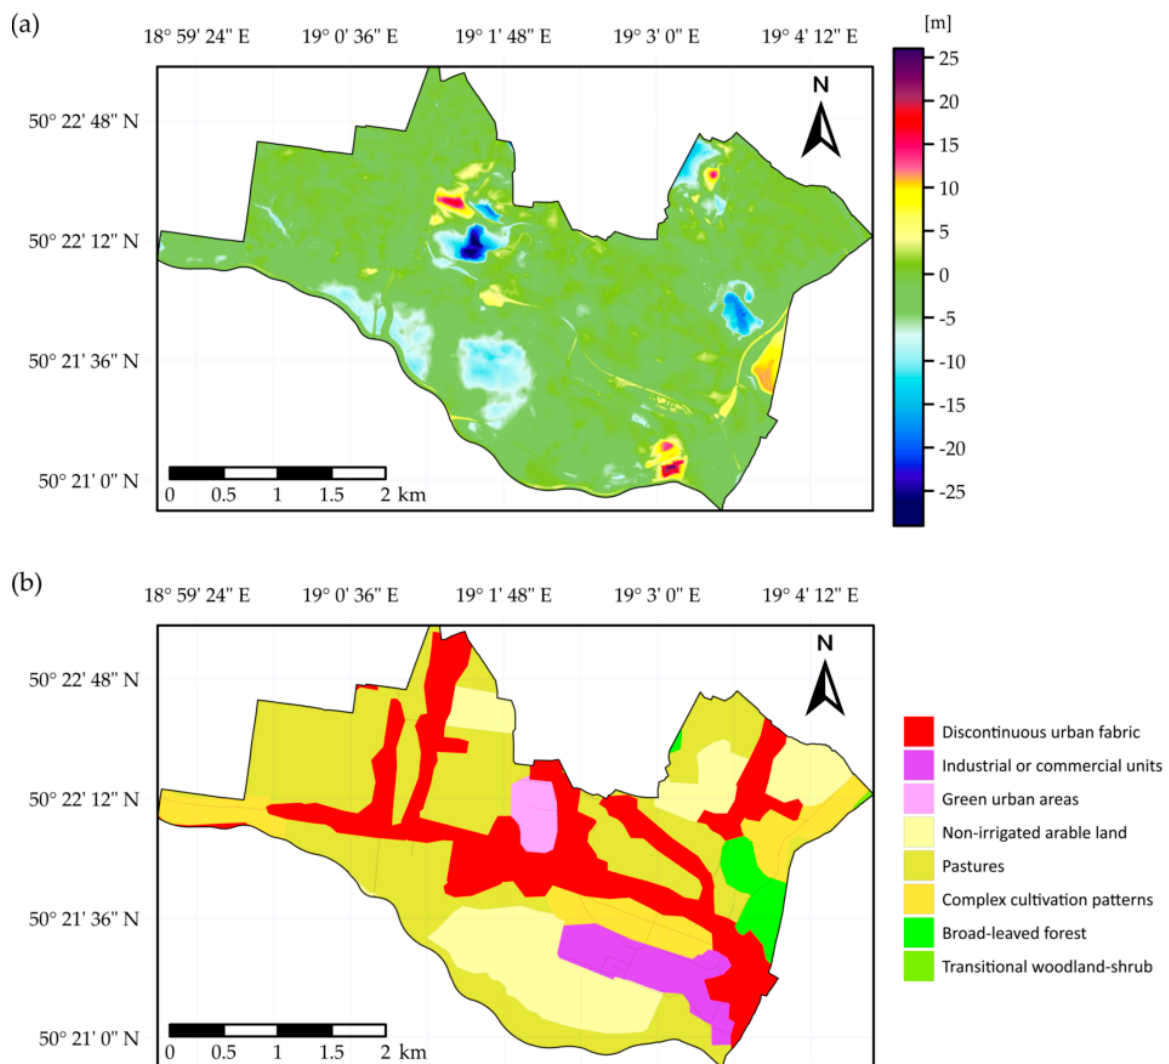 (a)
[m]
18° 59' 24" E 19° 0' 36" E 19° 1' 48" E 19° 3' 0" E 19° 4' 12" E
N
50° 22' 48" N
50° 22' 12" N
50° 21' 36" N
50° 21' 0" N
0 0.5 1 1.5 2 km
25
20
15
10
5
0
-5
-10
-15
-20
-25
(b)
18° 59' 24" E 19° 0' 36" E 19° 1' 48" E 19° 3' 0" E 19° 4' 12" E
N
50° 22' 48" N
50° 22' 12" N
50° 21' 36" N
50° 21' 0" N
0 0.5 1 1.5 2 km
Discontinuous urban fabric
Industrial or commercial units
Green urban areas
Non-irrigated arable land
Pastures
Complex cultivation patterns
Broad-leaved forest
Transitional woodland-shrub